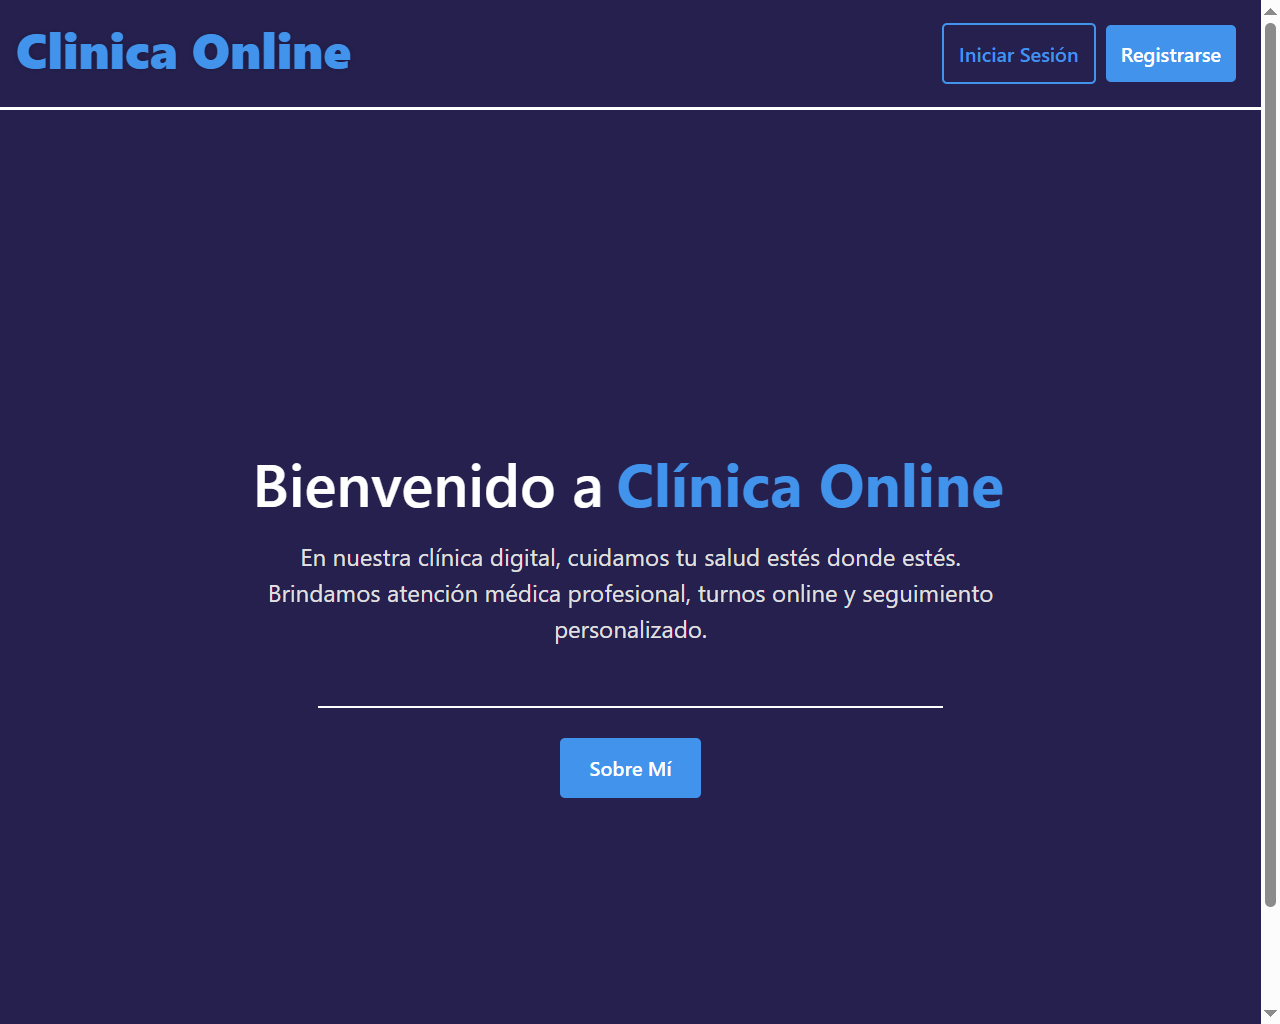 Clinica Online
Iniciar Sesión
Registrarse
Bienvenido a Clínica Online
En nuestra clínica digital, cuidamos tu salud estés donde estés.
Brindamos atención médica profesional, turnos online y seguimiento
personalizado.
Sobre Mí